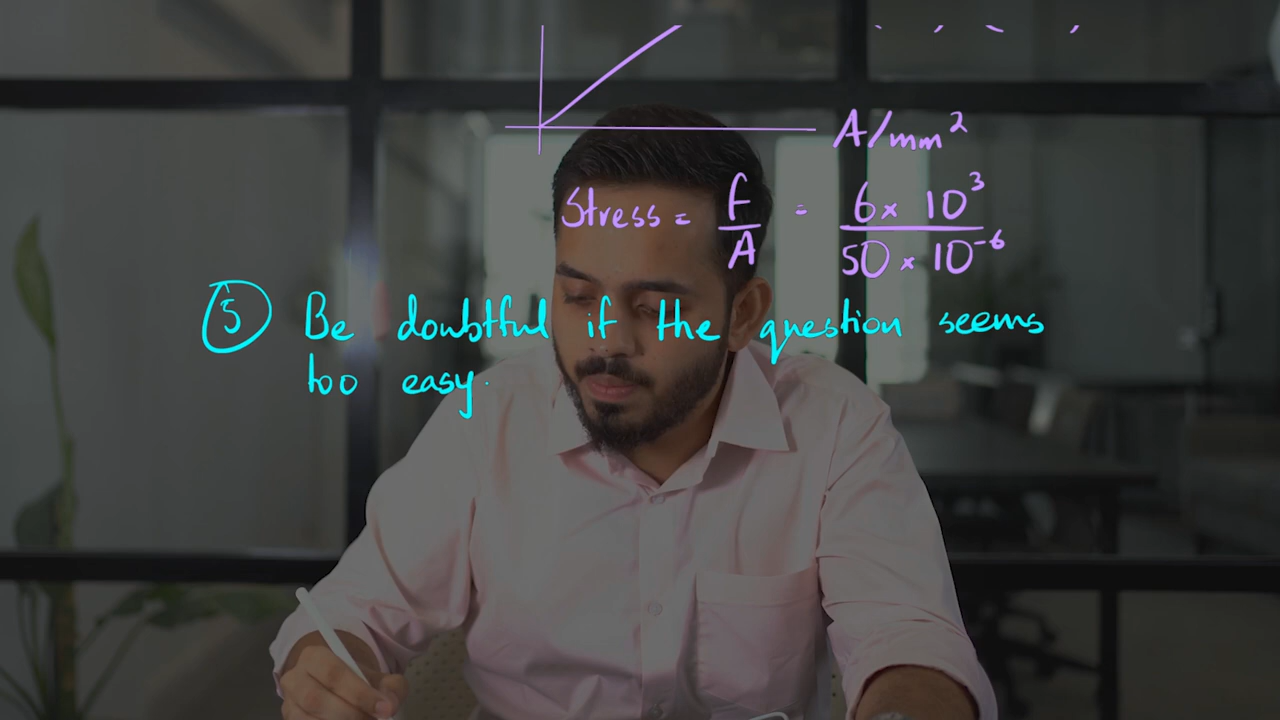 A/mm²
Stress = F/A = 6 × 10³ / 50 × 10⁻⁶
⑤ Be doubtful if the question seems
too easy.